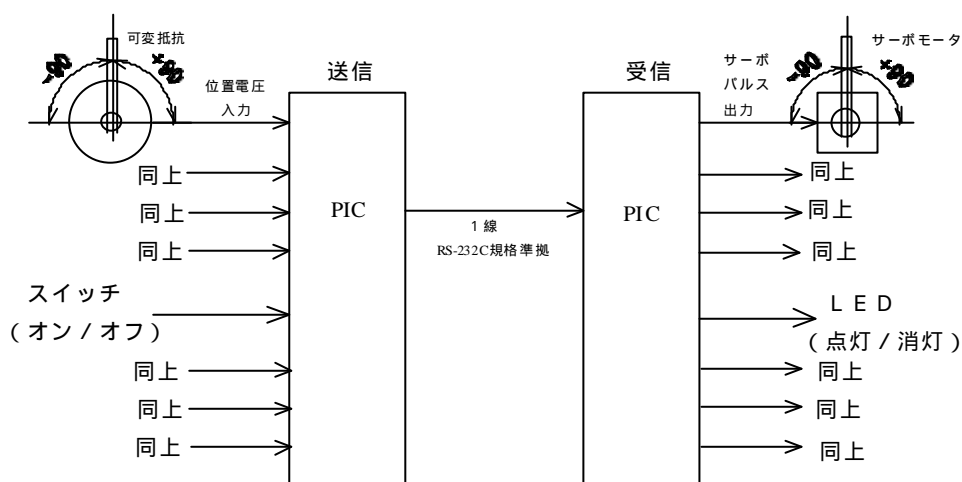 可変抵抗
-90
+90
位置電圧
入力
送信
受信
サーボ
パルス
出力
サーボモータ
-90
+90
同上
同上
同上
スイッチ
(オン/オフ)
同上
同上
同上
PIC
1線
RS-232C規格準拠
PIC
同上
同上
同上
LED
(点灯/消灯)
同上
同上
同上